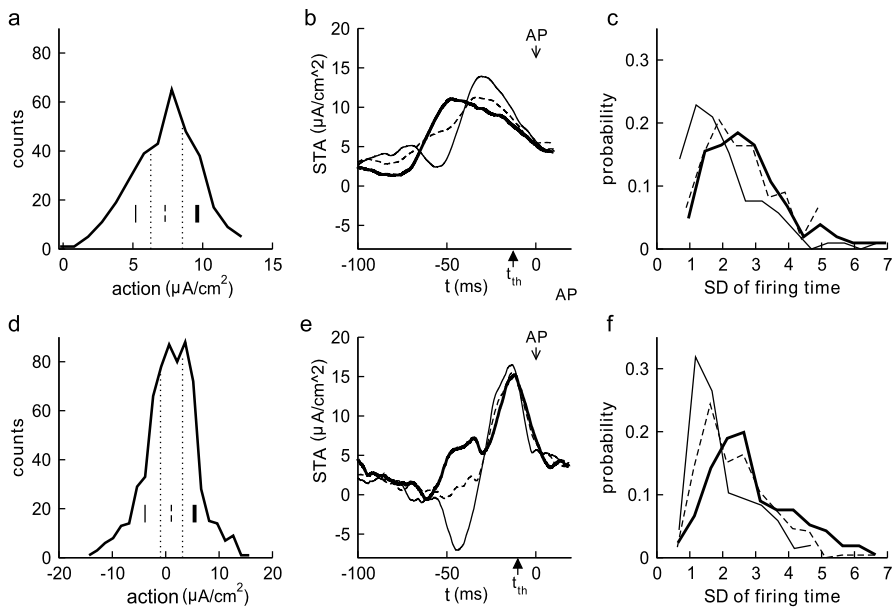 a
80
60
40
20
0
counts
0 5 10 15
action (µA/cm²)
b
20
15
10
5
0
-5
STA (µA/cm^2)
AP
-100 -50 0
t (ms)
t_th
AP
c
0.3
0.2
0.1
0
probability
0 1 2 3 4 5 6 7
SD of firing time
d
80
60
40
20
0
counts
-20 -10 0 10 20
action (µA/cm²)
e
20
15
10
5
0
-5
STA (µA/cm^2)
AP
-100 -50 0
t (ms)
t_th
f
0.3
0.2
0.1
0
probability
0 1 2 3 4 5 6 7
SD of firing time